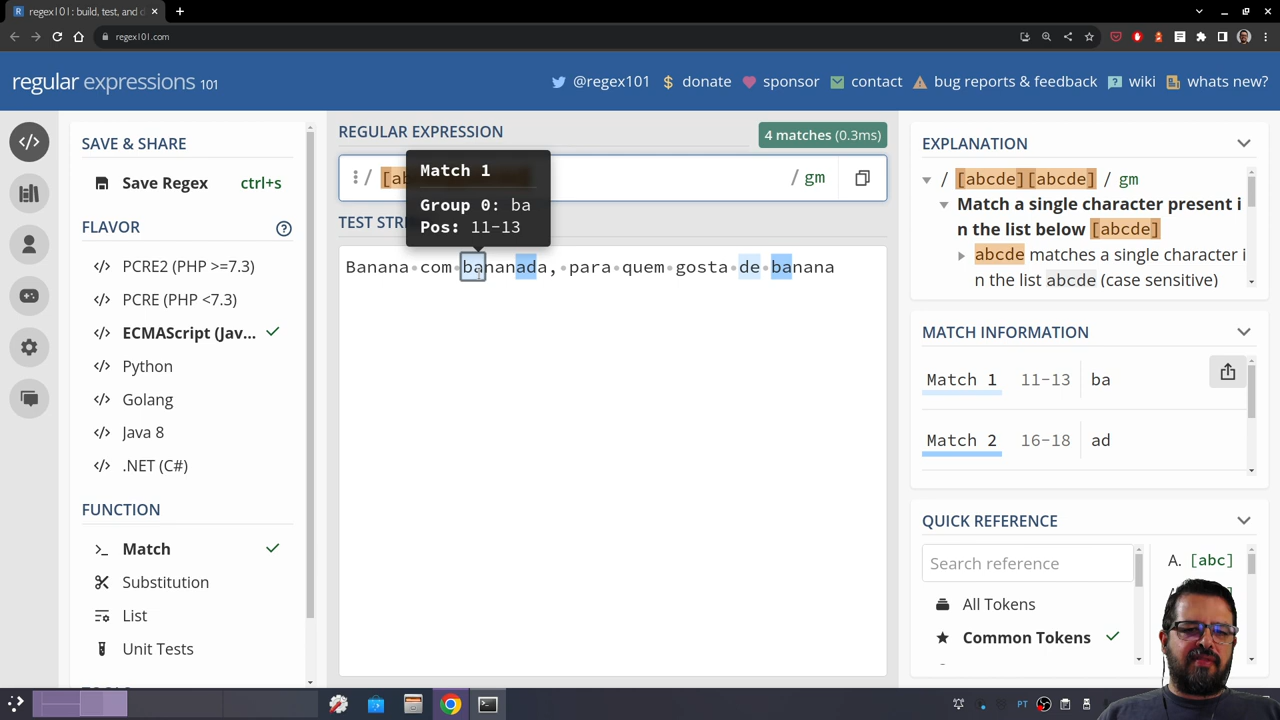 regex101: build, test, and d
regex101.com
regular expressions 101
@regex101
$ donate
sponsor
contact
bug reports & feedback
wiki
whats new?
SAVE & SHARE
Save Regex ctrl+s
FLAVOR
PCRE2 (PHP >=7.3)
PCRE (PHP <7.3)
ECMAScript (Jav...
Python
Golang
Java 8
.NET (C#)
FUNCTION
Match
Substitution
List
Unit Tests
REGULAR EXPRESSION
4 matches (0.3ms)
/ [ab / gm
Match 1
Group 0: ba
Pos: 11-13
TEST STRI
Banana·com·bananada,·para·quem·gosta·de·banana
EXPLANATION
/ [abcde][abcde] / gm
Match a single character present i
n the list below [abcde]
abcde matches a single character i
n the list abcde (case sensitive)
MATCH INFORMATION
Match 1 11-13 ba
Match 2 16-18 ad
QUICK REFERENCE
Search reference
All Tokens
Common Tokens
A. [abc]
PT